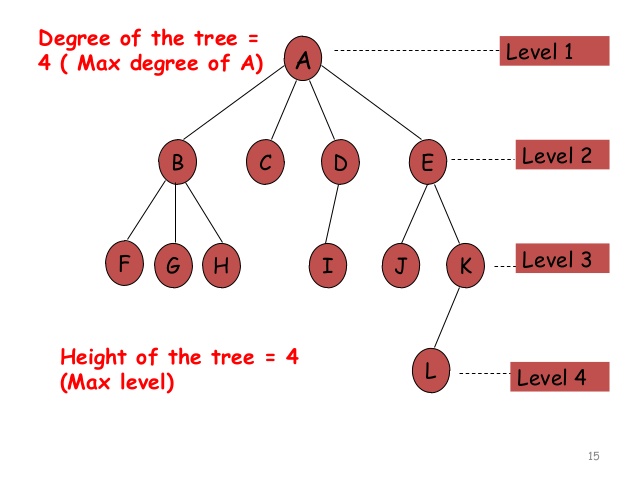 Degree of the tree =
4 ( Max degree of A)
A
Level 1
B
C
D
E
Level 2
F
G
H
I
J
K
Level 3
Height of the tree = 4
(Max level)
L
Level 4
15